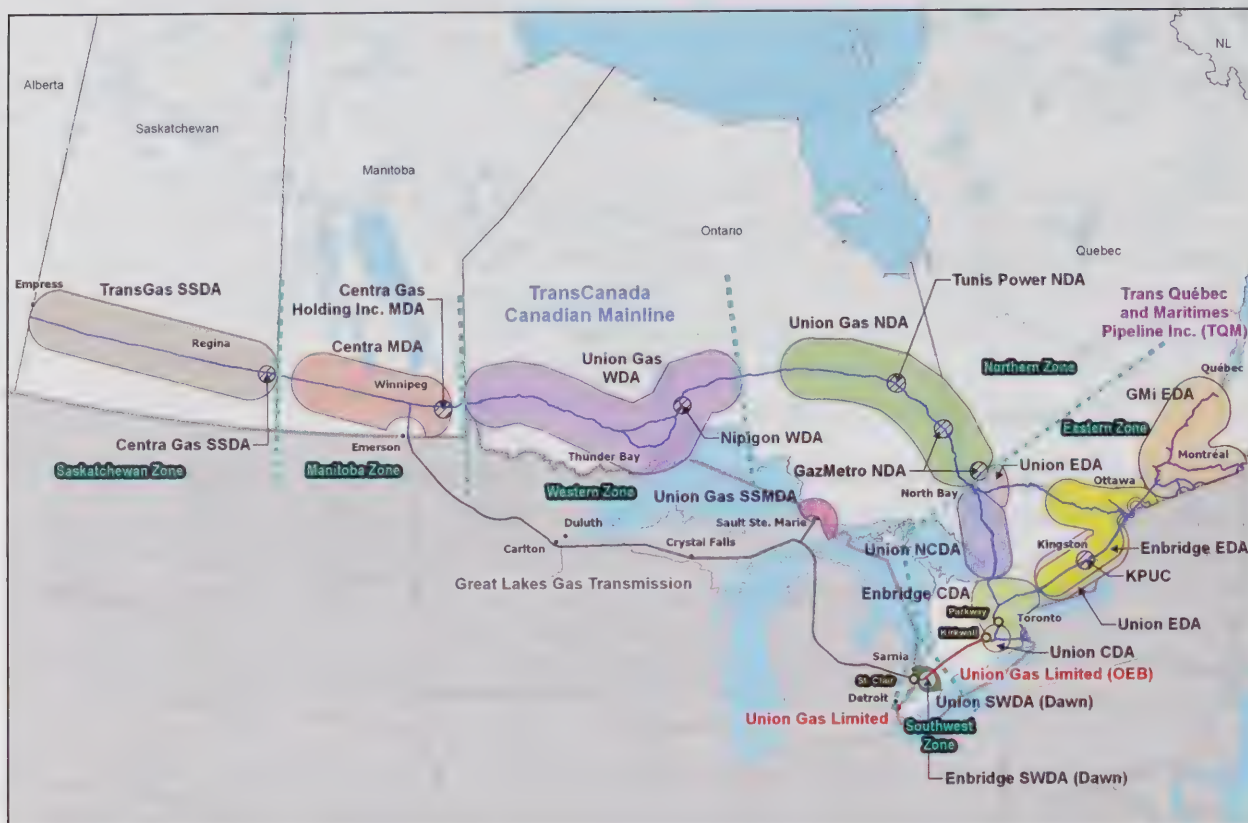 NL
Alberta
Saskatchewan
Manitoba
Ontario
Quebec
Empress
TransGas SSDA
Regina
Centra Gas
Holding Inc. MDA
Centra MDA
Winnipeg
TransCanada
Canadian Mainline
Union Gas
WDA
Union Gas NDA
Tunis Power NDA
Trans Québec
and Maritimes
Pipeline Inc. (TQM)
Northern Zone
Québec
GMi EDA
Eastern Zone
Centra Gas SSDA
Emerson
Saskatchewan Zone
Manitoba Zone
Thunder Bay
Nipigon WDA
Western Zone
Union Gas SSMDA
GazMetro NDA
North Bay
Union EDA
Ottawa
Montréal
Duluth
Carlton
Crystal Falls
Sault Ste. Marie
Great Lakes Gas Transmission
Union NCDA
Kingston
Enbridge EDA
KPUC
Enbridge CDA
Union EDA
Parkway
Toronto
Kirkwall
Union CDA
Sarnia
St. Clair
Union Gas Limited (OEB)
Detroit
Union SWDA (Dawn)
Union Gas Limited
Southwest
Zone
Enbridge SWDA (Dawn)